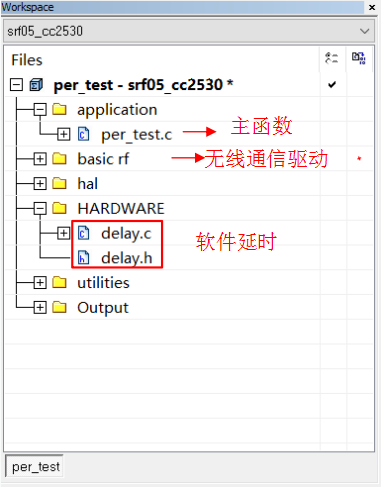 Workspace
srf05_cc2530
Files
per_test - srf05_cc2530 *
application
per_test.c 主函数
basic rf 无线通信驱动
hal
HARDWARE
delay.c
软件延时
delay.h
utilities
Output
per_test